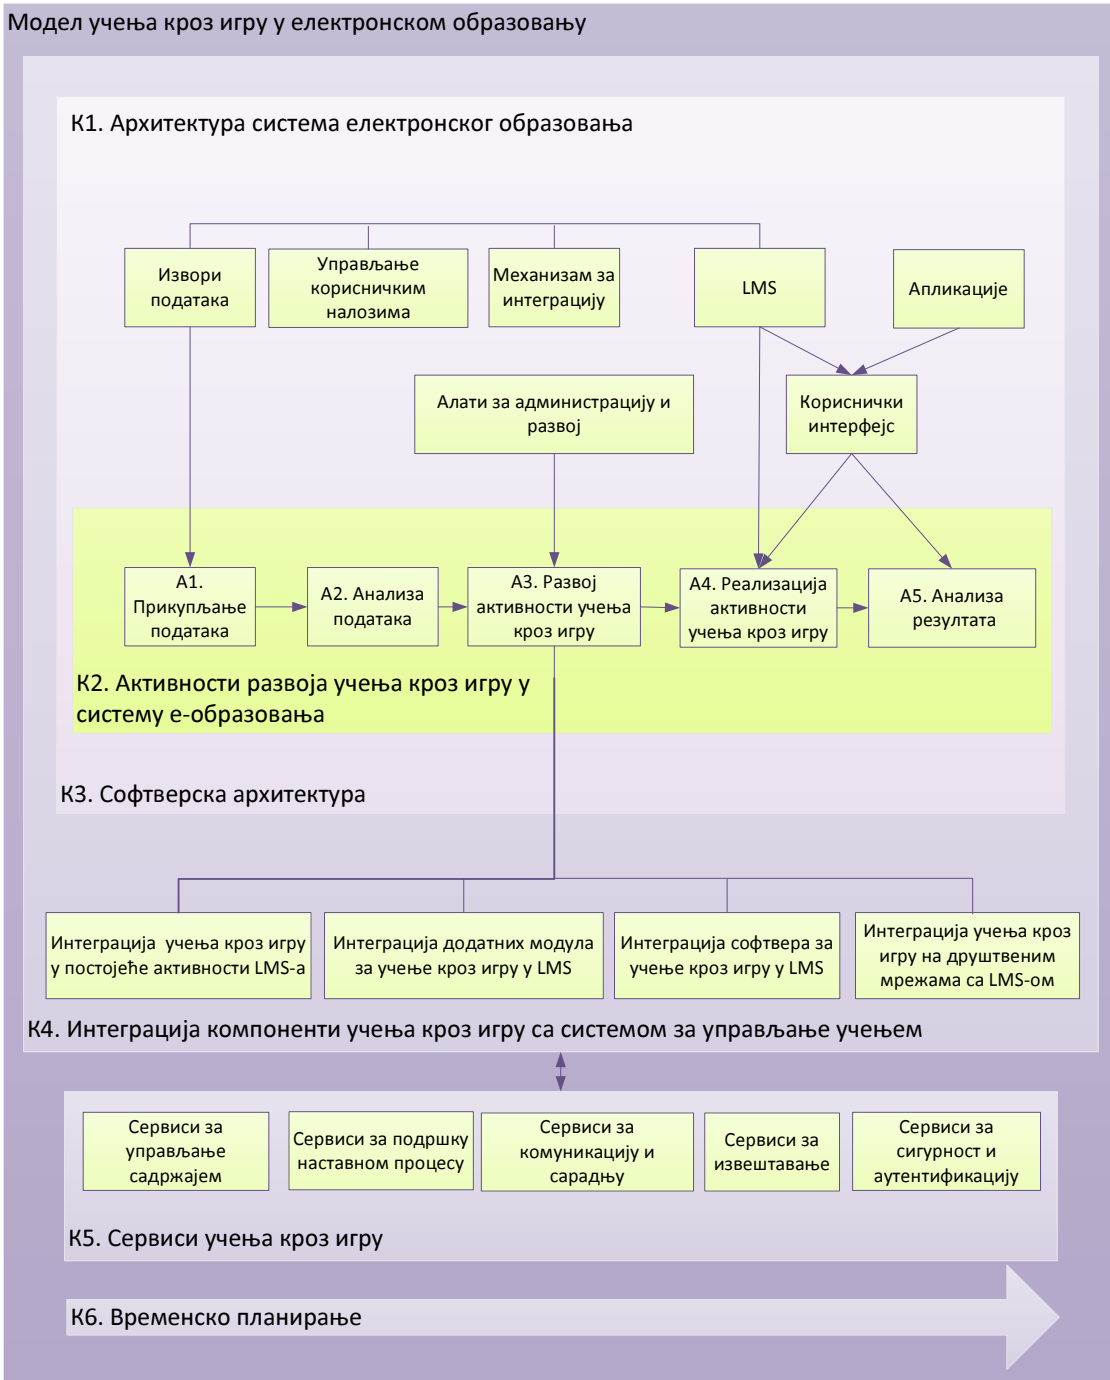 Модел учења кроз игру у електронском образовању
К1. Архитектура система електронског образовања
Извори
података
Управљање
корисничким
налозима
Механизам за
интеграцију
LMS
Апликације
Алати за администрацију и
развој
Кориснички
интерфејс
А1.
Прикупљање
података
А2. Анализа
података
А3. Развој
активности учења
кроз игру
А4. Реализација
активности
учења кроз игру
А5. Анализа
резултата
К2. Активности развоја учења кроз игру у
систему е-образовања
К3. Софтверска архитектура
Интеграција  учења кроз игру
у постојеће активности LMS-а
Интеграција додатних модула
за учење кроз игру у LMS
Интеграција софтвера за
учење кроз игру у LMS
Интеграција учења кроз
игру на друштвеним
мрежама са LMS-ом
К4. Интеграција компоненти учења кроз игру са системом за управљање учењем
Сервиси за
управљање
садржајем
Сервиси за подршку
наставном процесу
Сервиси за
комуникацију и
сарадњу
Сервиси за
извештавање
Сервиси за
сигурност и
аутентификацију
К5. Сервиси учења кроз игру
К6. Временско планирање